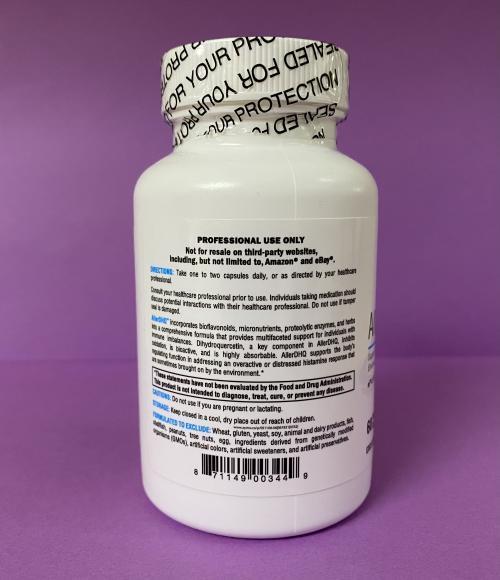 SEALED FOR YOUR PROTECTION
PROFESSIONAL USE ONLY
Not for resale on third-party websites,
including, but not limited to, Amazon® and eBay®.
DIRECTIONS: Take one to two capsules daily, or as directed by your healthcare
professional.
Consult your healthcare professional prior to use. Individuals taking medication should
discuss potential interactions with their healthcare professional. Do not use if tamper
seal is damaged.
AllerDHQ™ incorporates bioflavonoids, micronutrients, proteolytic enzymes, and herbs
into a comprehensive formula that provides multifaceted support for individuals with
immune imbalances. Dihydroquercetin, a key component in AllerDHQ, inhibits
oxidation, is bioactive, and is highly absorbable. AllerDHQ supports the body's
regulating function in addressing an overactive or distressed histamine response that
are sometimes brought on by the environment.*
*These statements have not been evaluated by the Food and Drug Administration.
This product is not intended to diagnose, treat, cure, or prevent any disease.
CAUTIONS: Do not use if you are pregnant or lactating.
STORAGE: Keep closed in a cool, dry place out of reach of children.
FORMULATED TO EXCLUDE: Wheat, gluten, yeast, soy, animal and dairy products, fish,
shellfish, peanuts, tree nuts, egg, ingredients derived from genetically modified
organisms (GMOs), artificial colors, artificial sweeteners, and artificial preservatives.
8 71149 00344 9